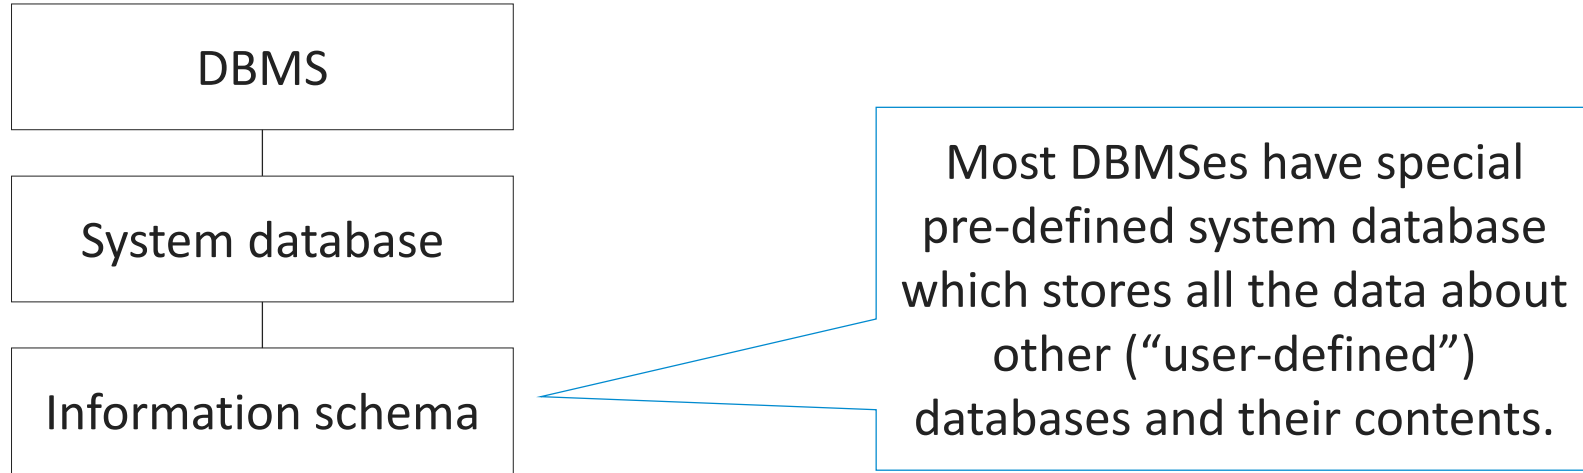 DBMS
System database
Information schema
Most DBMSes have special
pre-defined system database
which stores all the data about
other (“user-defined”)
databases and their contents.